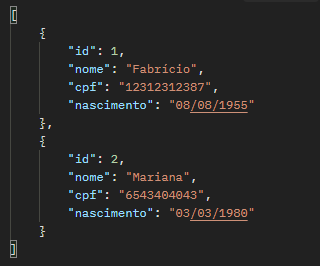 [
{
"id": 1,
"nome": "Fabrício",
"cpf": "12312312387",
"nascimento": "08/08/1955"
},
{
"id": 2,
"nome": "Mariana",
"cpf": "6543404043",
"nascimento": "03/03/1980"
}
]